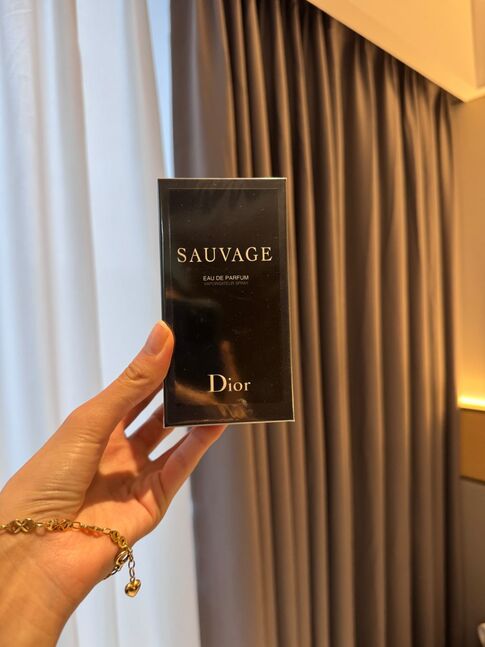 SAUVAGE
EAU DE PARFUM
VAPORISATEUR SPRAY
Dior